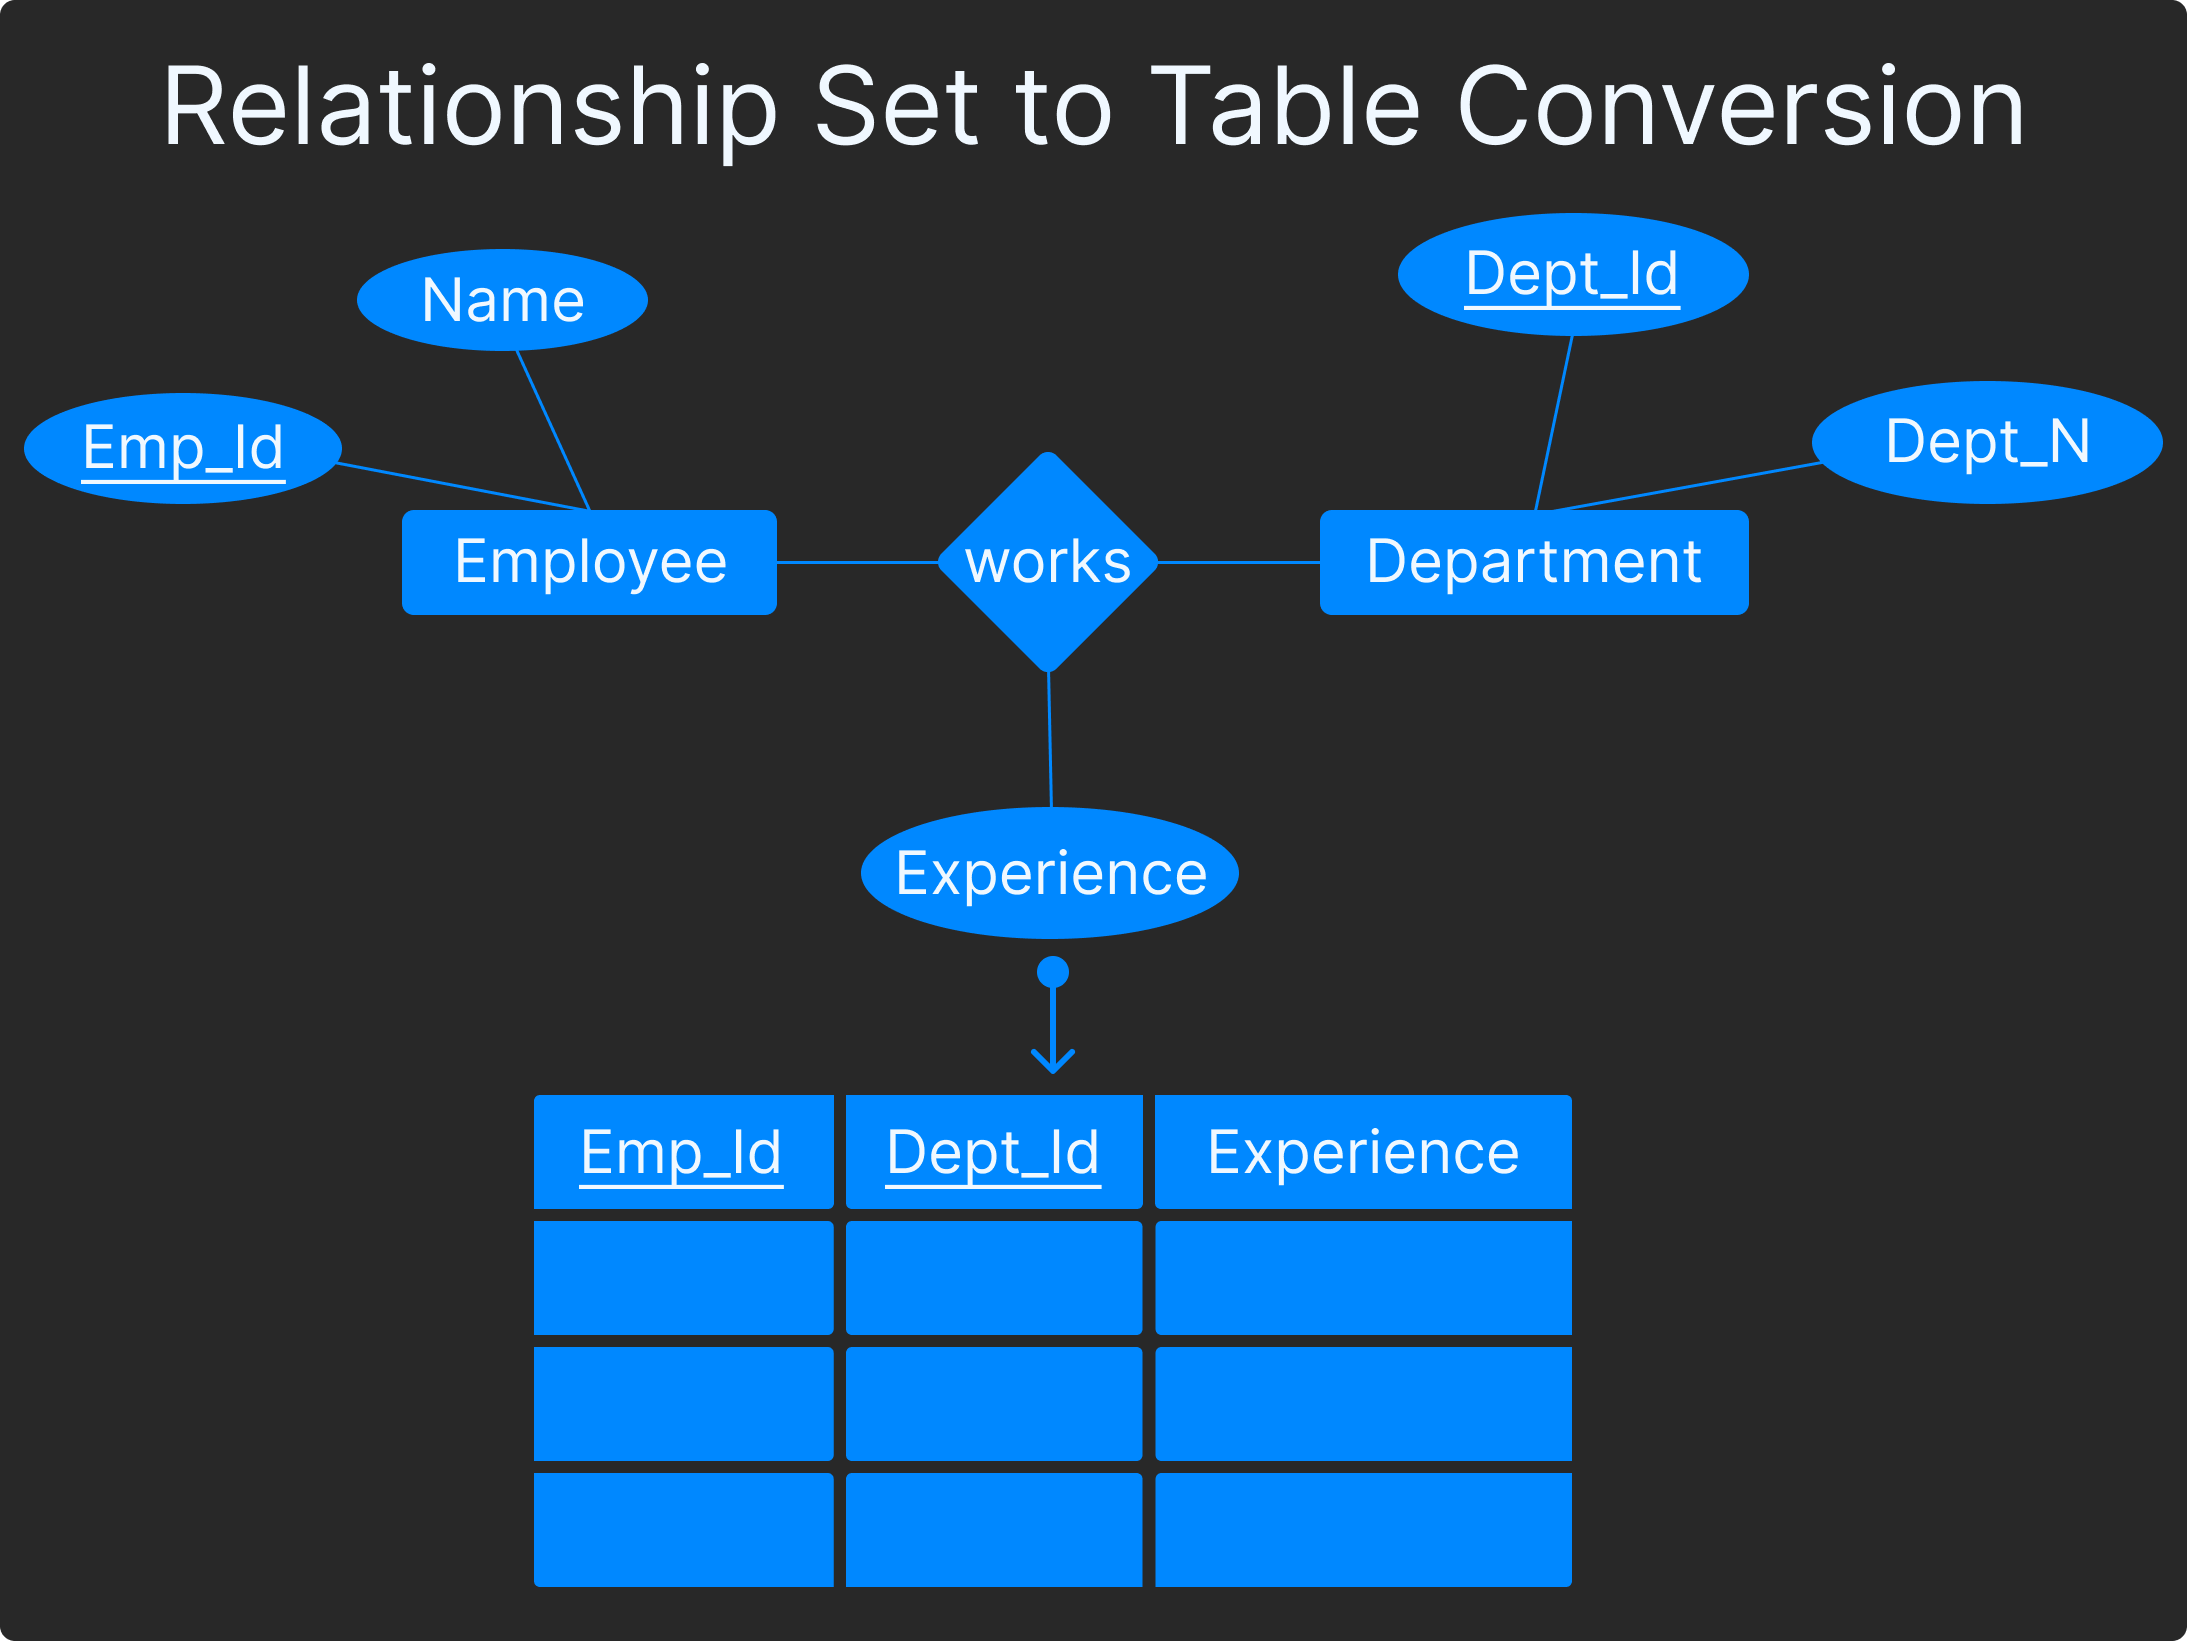 Relationship Set to Table Conversion
Name
Dept_Id
Emp_Id
Dept_N
Employee
works
Department
Experience
Emp_Id
Dept_Id
Experience